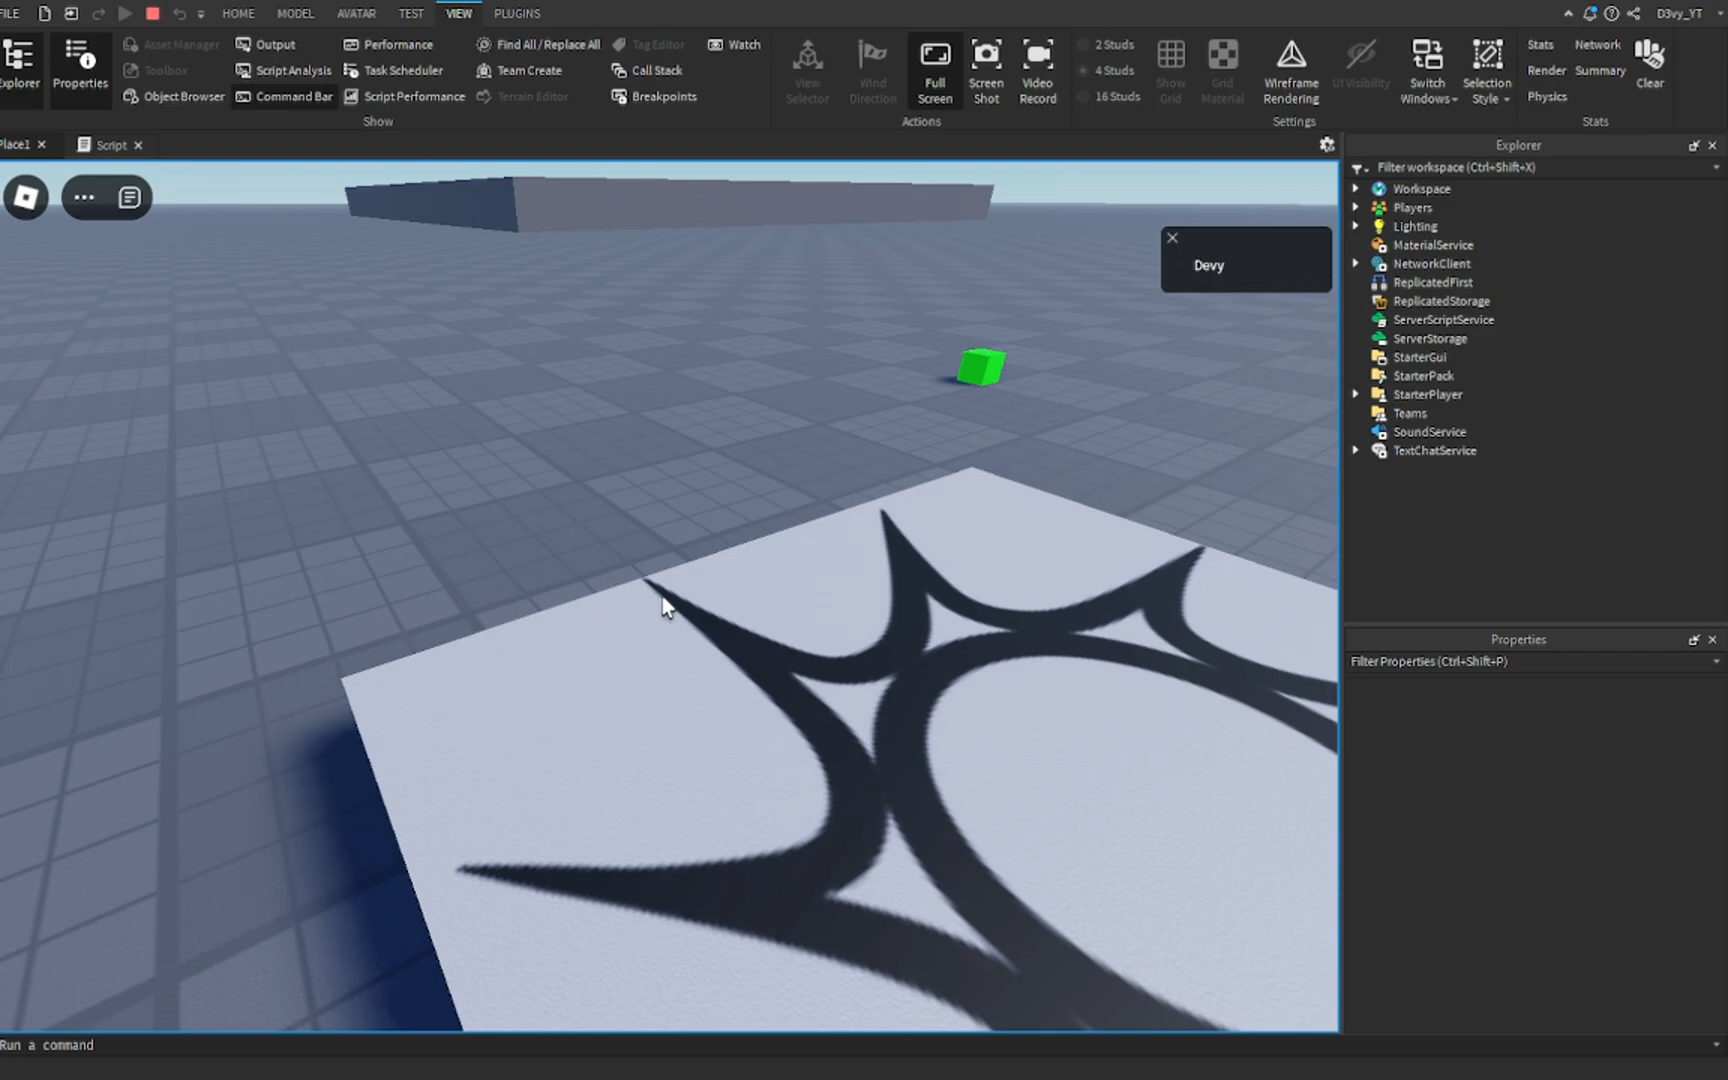 FILE HOME MODEL AVATAR TEST VIEW PLUGINS D3vy_YT
Asset Manager Output Performance Find All / Replace All Tag Editor Watch 2 Studs Stats Network
Toolbox Script Analysis Task Scheduler Team Create Call Stack 4 Studs Render Summary
Explorer Properties View Wind Full Screen Video Show Grid Wireframe UI Visibility Switch Selection Clear
Object Browser Command Bar Script Performance Terrain Editor Breakpoints Selector Direction Screen Shot Record 16 Studs Grid Material Rendering Windows Style Physics
Show Actions Settings Stats
Place1 Script Explorer
Filter workspace (Ctrl+Shift+X)
Workspace
Players
Lighting
MaterialService
NetworkClient
ReplicatedFirst
ReplicatedStorage
ServerScriptService
ServerStorage
StarterGui
StarterPack
StarterPlayer
Teams
SoundService
TextChatService
Devy
Properties
Filter Properties (Ctrl+Shift+P)
Run a command